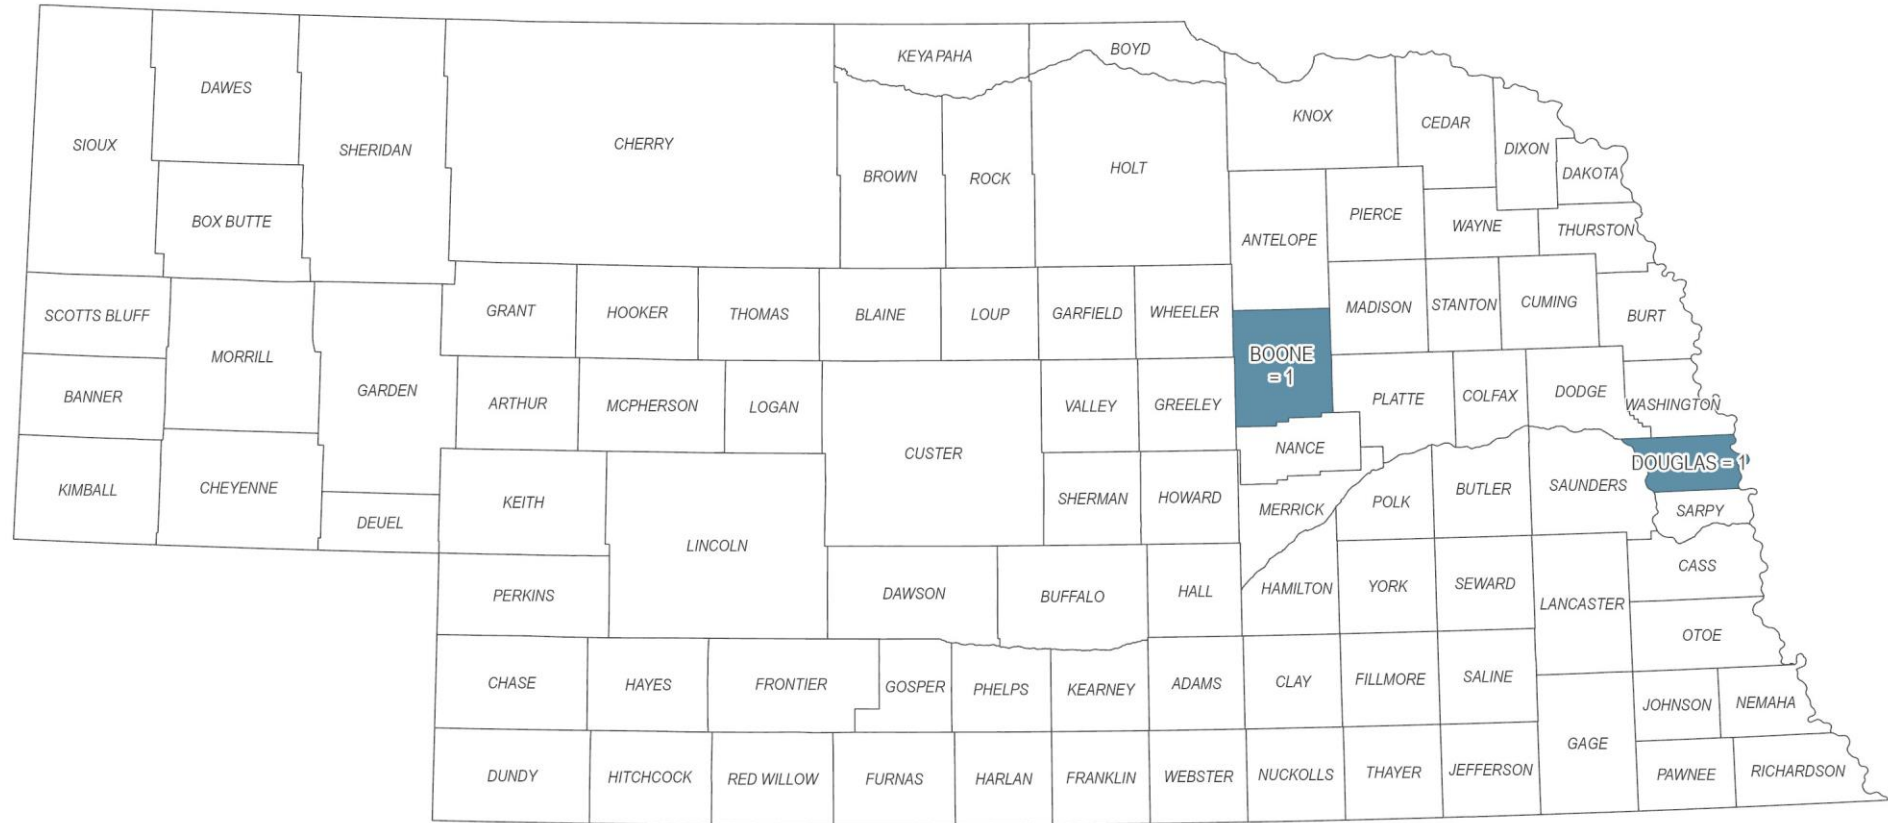 KEYA PAHA
BOYD
DAWES
KNOX
CEDAR
SIOUX
SHERIDAN
CHERRY
DIXON
BROWN
ROCK
HOLT
DAKOTA
BOX BUTTE
PIERCE
WAYNE
THURSTON
ANTELOPE
SCOTTS BLUFF
GRANT
HOOKER
THOMAS
BLAINE
LOUP
GARFIELD
WHEELER
MADISON
STANTON
CUMING
BURT
MORRILL
BOONE
= 1
BANNER
GARDEN
ARTHUR
MCPHERSON
LOGAN
VALLEY
GREELEY
PLATTE
COLFAX
DODGE
WASHINGTON
CUSTER
NANCE
DOUGLAS = 1
KIMBALL
CHEYENNE
KEITH
SHERMAN
HOWARD
MERRICK
POLK
BUTLER
SAUNDERS
SARPY
DEUEL
LINCOLN
CASS
PERKINS
DAWSON
BUFFALO
HALL
HAMILTON
YORK
SEWARD
LANCASTER
OTOE
CHASE
HAYES
FRONTIER
GOSPER
PHELPS
KEARNEY
ADAMS
CLAY
FILLMORE
SALINE
JOHNSON
NEMAHA
GAGE
DUNDY
HITCHCOCK
RED WILLOW
FURNAS
HARLAN
FRANKLIN
WEBSTER
NUCKOLLS
THAYER
JEFFERSON
PAWNEE
RICHARDSON